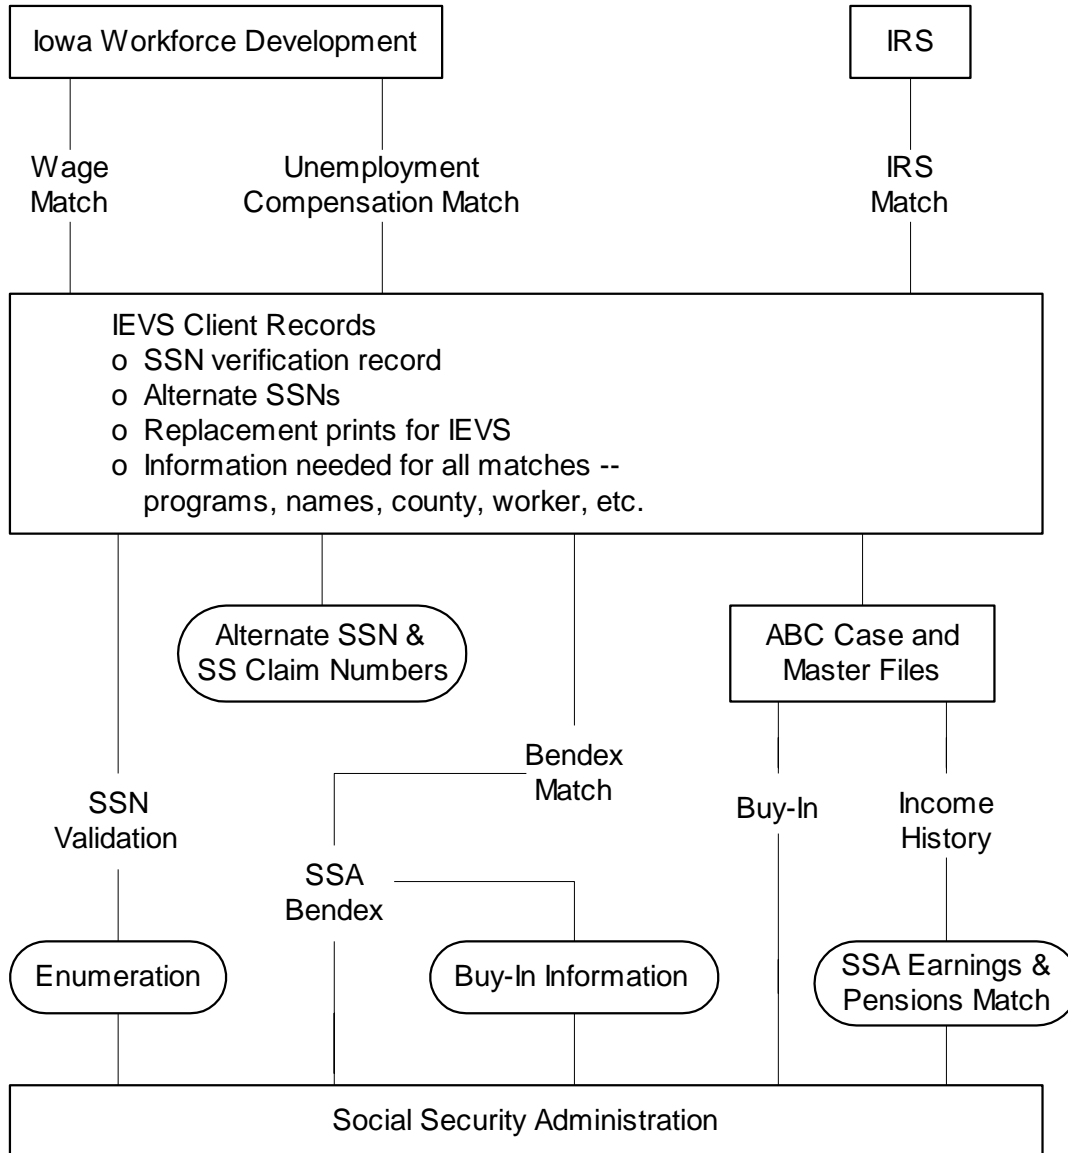 Iowa Workforce Development
IRS
Wage
Match
Unemployment
Compensation Match
IRS
Match
IEVS Client Records
o SSN verification record
o Alternate SSNs
o Replacement prints for IEVS
o Information needed for all matches --
programs, names, county, worker, etc.
Alternate SSN &
SS Claim Numbers
ABC Case and
Master Files
Bendex
Match
SSN
Validation
Buy-In
Income
History
SSA
Bendex
Enumeration
Buy-In Information
SSA Earnings &
Pensions Match
Social Security Administration